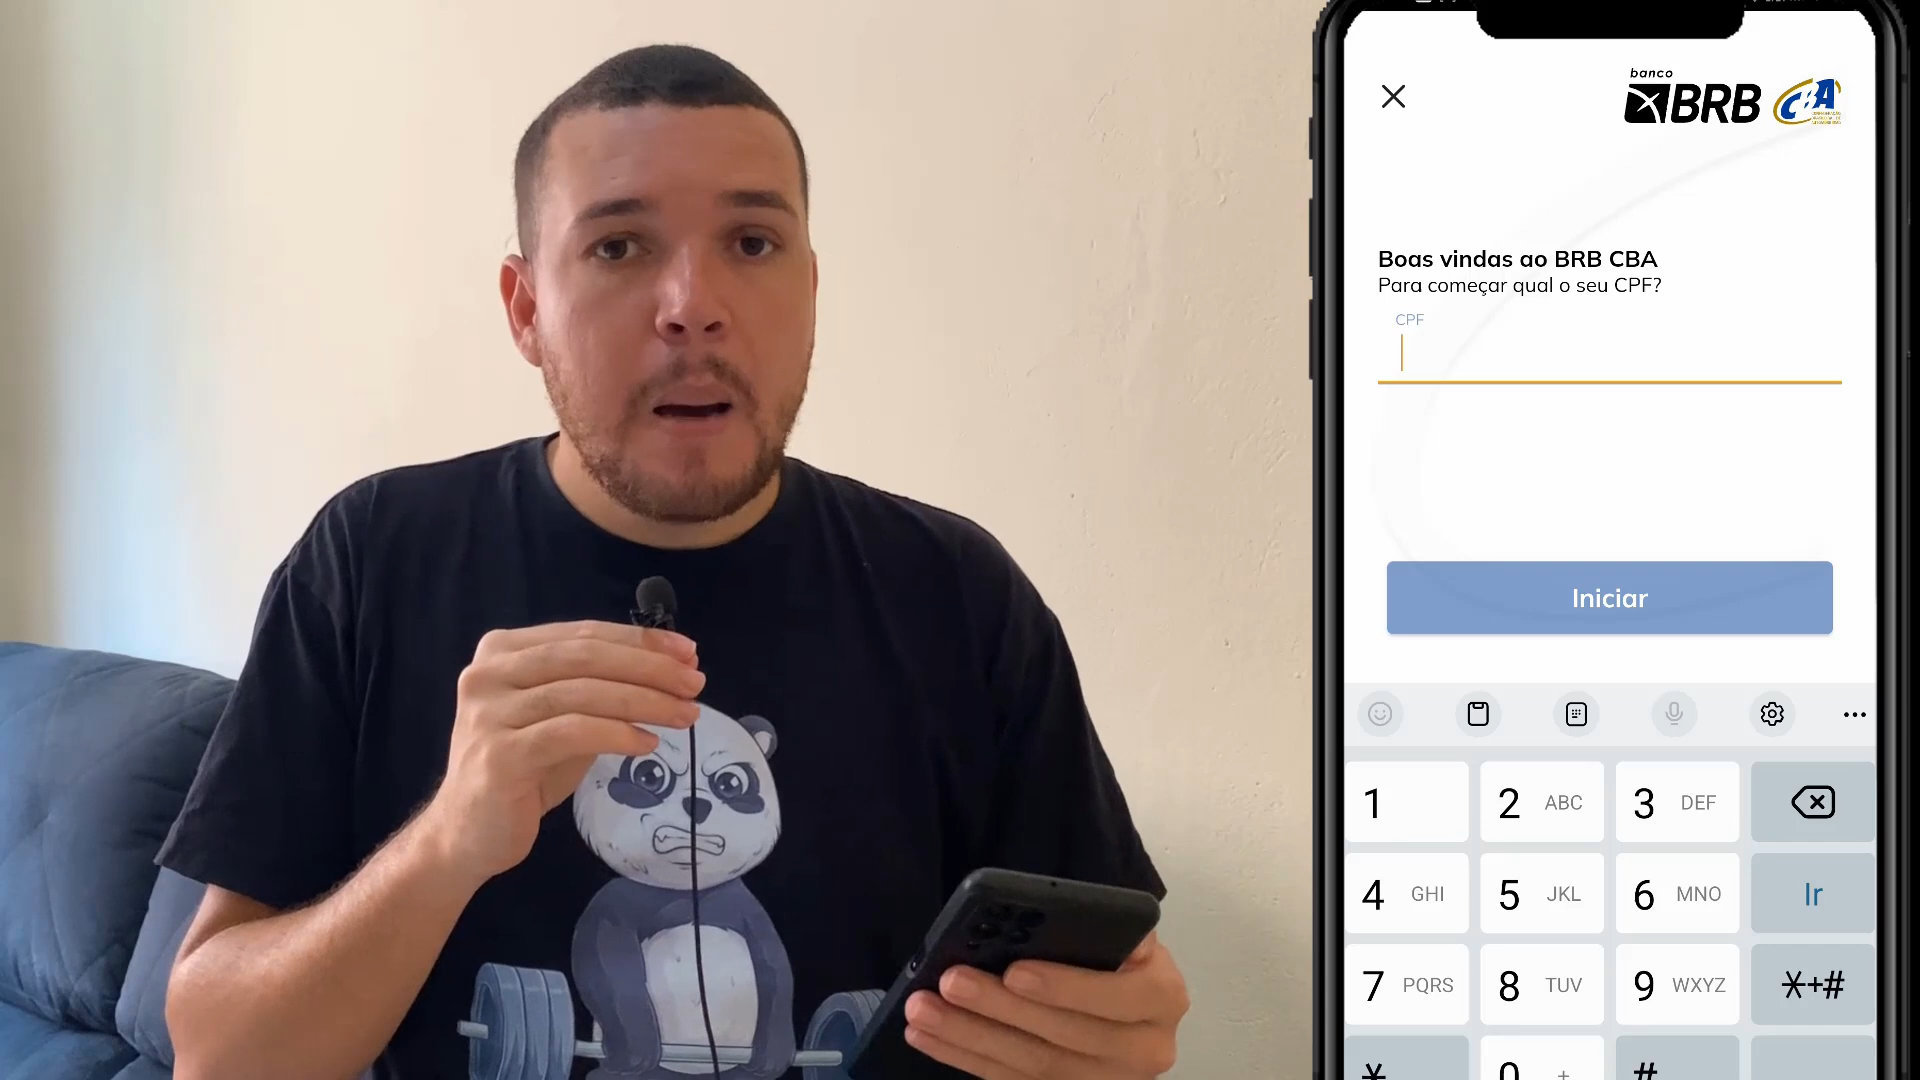 banco
BRB CBA
Boas vindas ao BRB CBA
Para começar qual o seu CPF?
CPF
Iniciar
1
2 ABC
3 DEF
4 GHI
5 JKL
6 MNO
Ir
7 PQRS
8 TUV
9 WXYZ
*+#
*
0 +
#